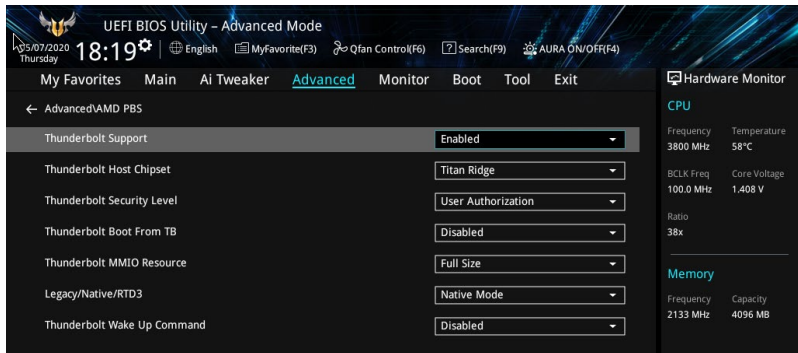 UEFI BIOS Utility – Advanced Mode
05/07/2020
Thursday
18:19
English
MyFavorite(F3)
Qfan Control(F6)
? Search(F9)
AURA ON/OFF(F4)
My Favorites Main Ai Tweaker Advanced Monitor Boot Tool Exit
Hardware Monitor
← Advanced\AMD PBS
Thunderbolt Support Enabled
Thunderbolt Host Chipset Titan Ridge
Thunderbolt Security Level User Authorization
Thunderbolt Boot From TB Disabled
Thunderbolt MMIO Resource Full Size
Legacy/Native/RTD3 Native Mode
Thunderbolt Wake Up Command Disabled
CPU
Frequency Temperature
3800 MHz 58°C
BCLK Freq Core Voltage
100.0 MHz 1.408 V
Ratio
38x
Memory
Frequency Capacity
2133 MHz 4096 MB